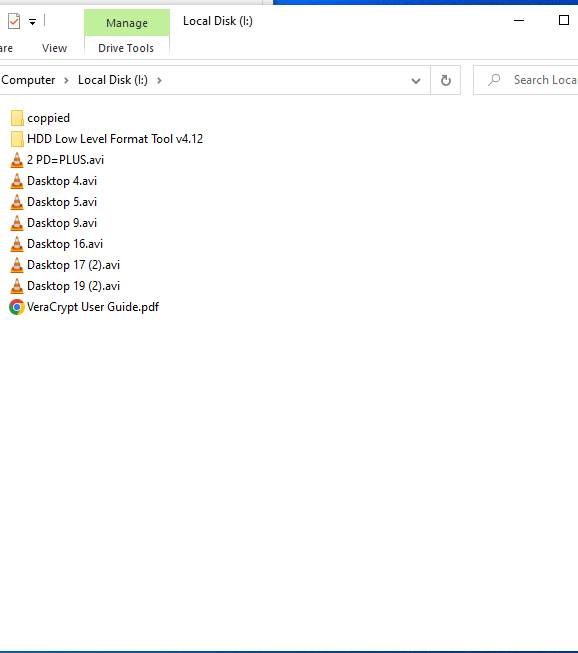 Manage
Local Disk (I:)
are
View
Drive Tools
Computer > Local Disk (I:) >
Search Loca
coppied
HDD Low Level Format Tool v4.12
2 PD=PLUS.avi
Dasktop 4.avi
Dasktop 5.avi
Dasktop 9.avi
Dasktop 16.avi
Dasktop 17 (2).avi
Dasktop 19 (2).avi
VeraCrypt User Guide.pdf